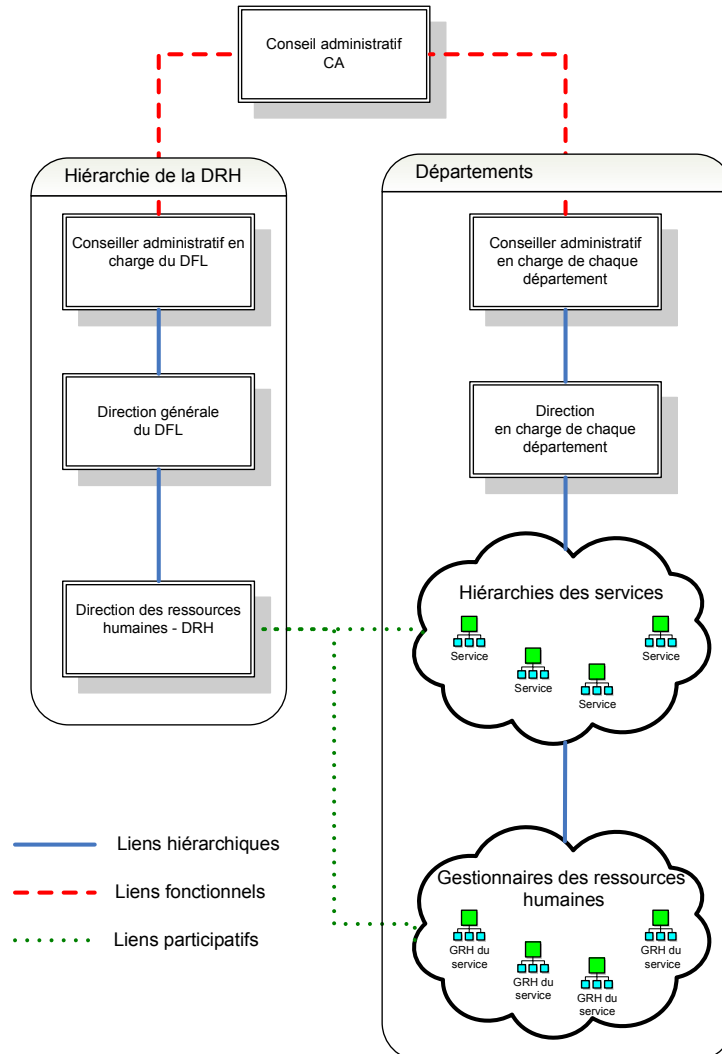 Conseil administratif
CA
Hiérarchie de la DRH
Conseiller administratif en
charge du DFL
Direction générale
du DFL
Direction des ressources
humaines - DRH
Départements
Conseiller administratif
en charge de chaque
département
Direction
en charge de chaque
département
Hiérarchies des services
Service
Service
Service
Service
Gestionnaires des ressources
humaines
GRH du
service
GRH du
service
GRH du
service
GRH du
service
Liens hiérarchiques
Liens fonctionnels
Liens participatifs